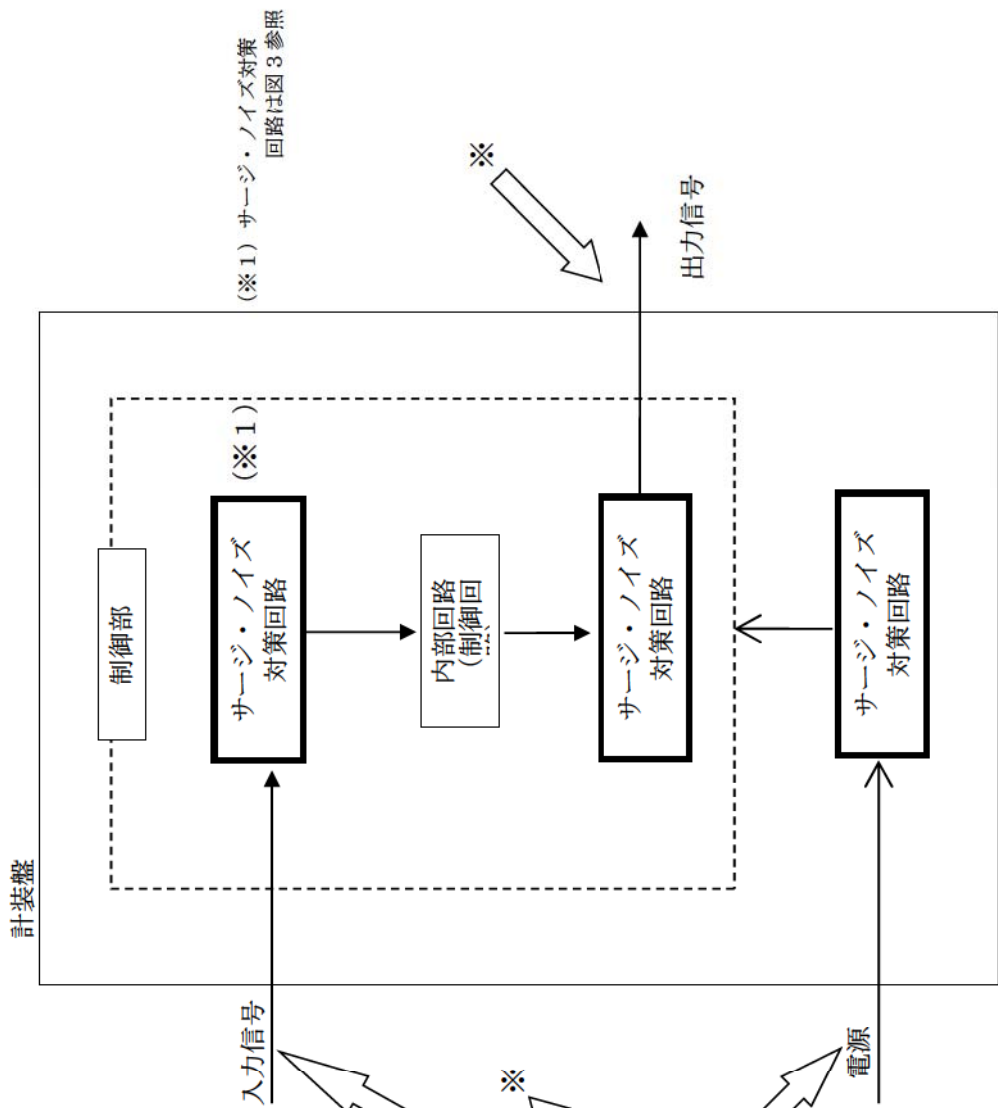 計装盤
制御部
サージ・ノイズ
対策回路
(※1)
(※1) サージ・ノイズ対策
回路は図3参照
入力信号
内部回路
(制御回
※
サージ・ノイズ
対策回路
出力信号
※
電源
サージ・ノイズ
対策回路